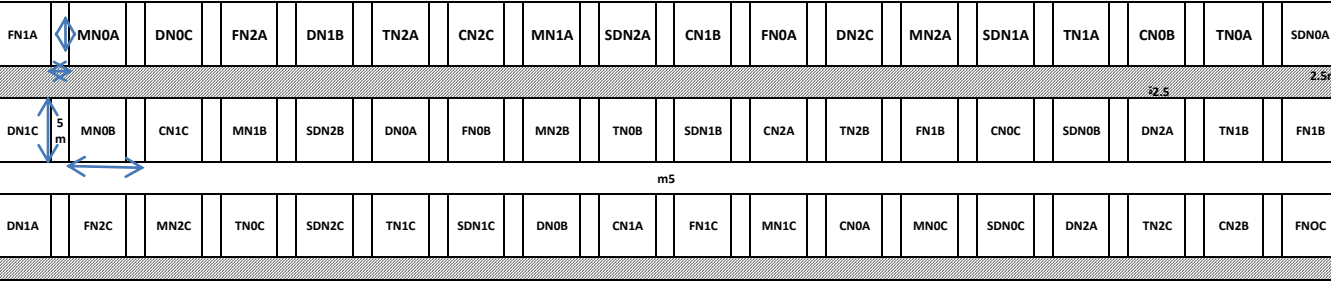 FN1A MN0A DN0C FN2A DN1B TN2A CN2C MN1A SDN2A CN1B FN0A DN2C MN2A SDN1A TN1A CN0B TN0A SDN0A
2.5
2.5
DN1C 5 m MN0B CN1C MN1B SDN2B DN0A FN0B MN2B TN0B SDN1B CN2A TN2B FN1B CN0C SDN0B DN2A TN1B FN1B
m5
DN1A FN2C MN2C TN0C SDN2C TN1C SDN1C DN0B CN1A FN1C MN1C CN0A MN0C SDN0C DN2A TN2C CN2B FNOC